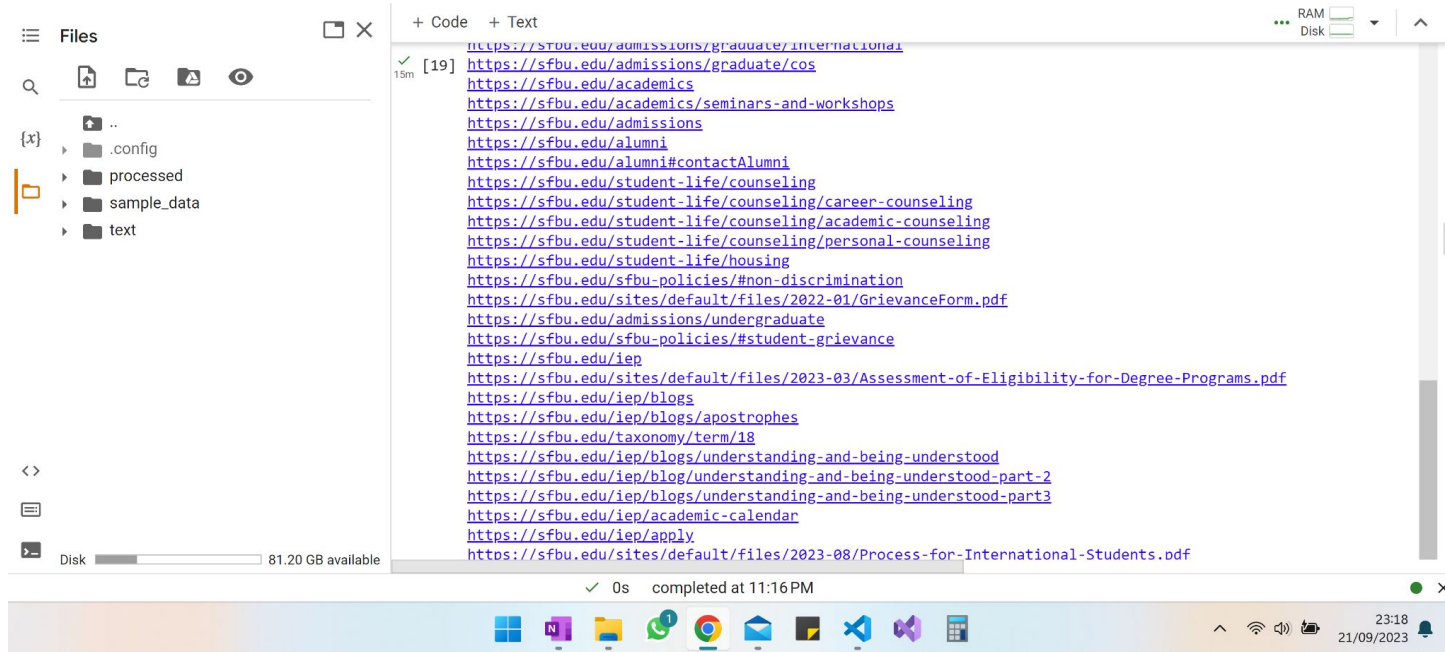 Files
+ Code + Text
RAM
Disk
{x}
..
.config
processed
sample_data
text
<>
Disk 81.20 GB available
https://sfbu.edu/admissions/graduate/international
[19] https://sfbu.edu/admissions/graduate/cos
15m
https://sfbu.edu/academics
https://sfbu.edu/academics/seminars-and-workshops
https://sfbu.edu/admissions
https://sfbu.edu/alumni
https://sfbu.edu/alumni#contactAlumni
https://sfbu.edu/student-life/counseling
https://sfbu.edu/student-life/counseling/career-counseling
https://sfbu.edu/student-life/counseling/academic-counseling
https://sfbu.edu/student-life/counseling/personal-counseling
https://sfbu.edu/student-life/housing
https://sfbu.edu/sfbu-policies/#non-discrimination
https://sfbu.edu/sites/default/files/2022-01/GrievanceForm.pdf
https://sfbu.edu/admissions/undergraduate
https://sfbu.edu/sfbu-policies/#student-grievance
https://sfbu.edu/iep
https://sfbu.edu/sites/default/files/2023-03/Assessment-of-Eligibility-for-Degree-Programs.pdf
https://sfbu.edu/iep/blogs
https://sfbu.edu/iep/blogs/apostrophes
https://sfbu.edu/taxonomy/term/18
https://sfbu.edu/iep/blogs/understanding-and-being-understood
https://sfbu.edu/iep/blog/understanding-and-being-understood-part-2
https://sfbu.edu/iep/blogs/understanding-and-being-understood-part3
https://sfbu.edu/iep/academic-calendar
https://sfbu.edu/iep/apply
https://sfbu.edu/sites/default/files/2023-08/Process-for-International-Students.pdf
0s completed at 11:16 PM
N
1
23:18
21/09/2023